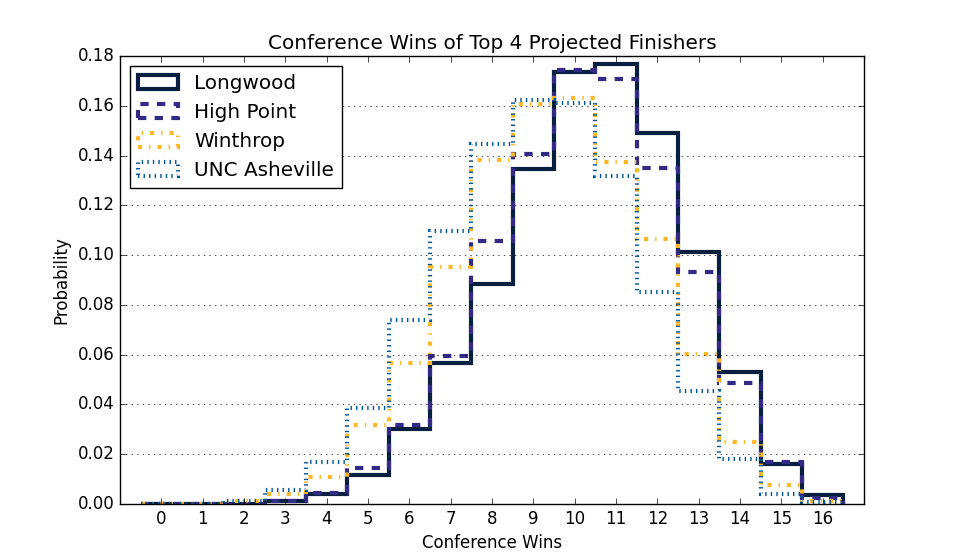 Conference Wins of Top 4 Projected Finishers
0.18
0.16
0.14
0.12
0.10
0.08
0.06
0.04
0.02
0.00
Probability
Longwood
High Point
Winthrop
UNC Asheville
0 1 2 3 4 5 6 7 8 9 10 11 12 13 14 15 16
Conference Wins